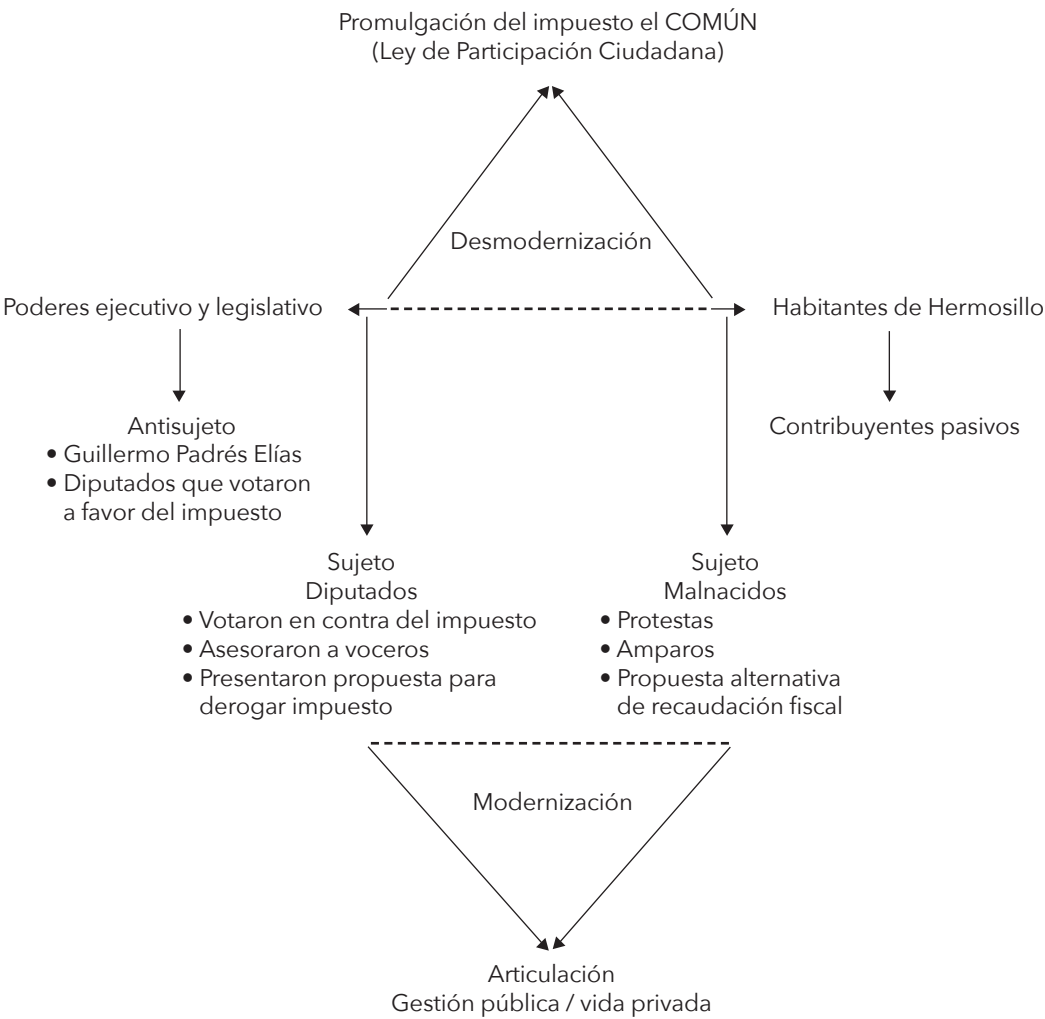 Promulgación del impuesto el COMÚN
(Ley de Participación Ciudadana)
Desmodernización
Poderes ejecutivo y legislativo
Habitantes de Hermosillo
Antisujeto
• Guillermo Padrés Elías
• Diputados que votaron
a favor del impuesto
Contribuyentes pasivos
Sujeto
Diputados
• Votaron en contra del impuesto
• Asesoraron a voceros
• Presentaron propuesta para
derogar impuesto
Sujeto
Malnacidos
• Protestas
• Amparos
• Propuesta alternativa
de recaudación fiscal
Modernización
Articulación
Gestión pública / vida privada